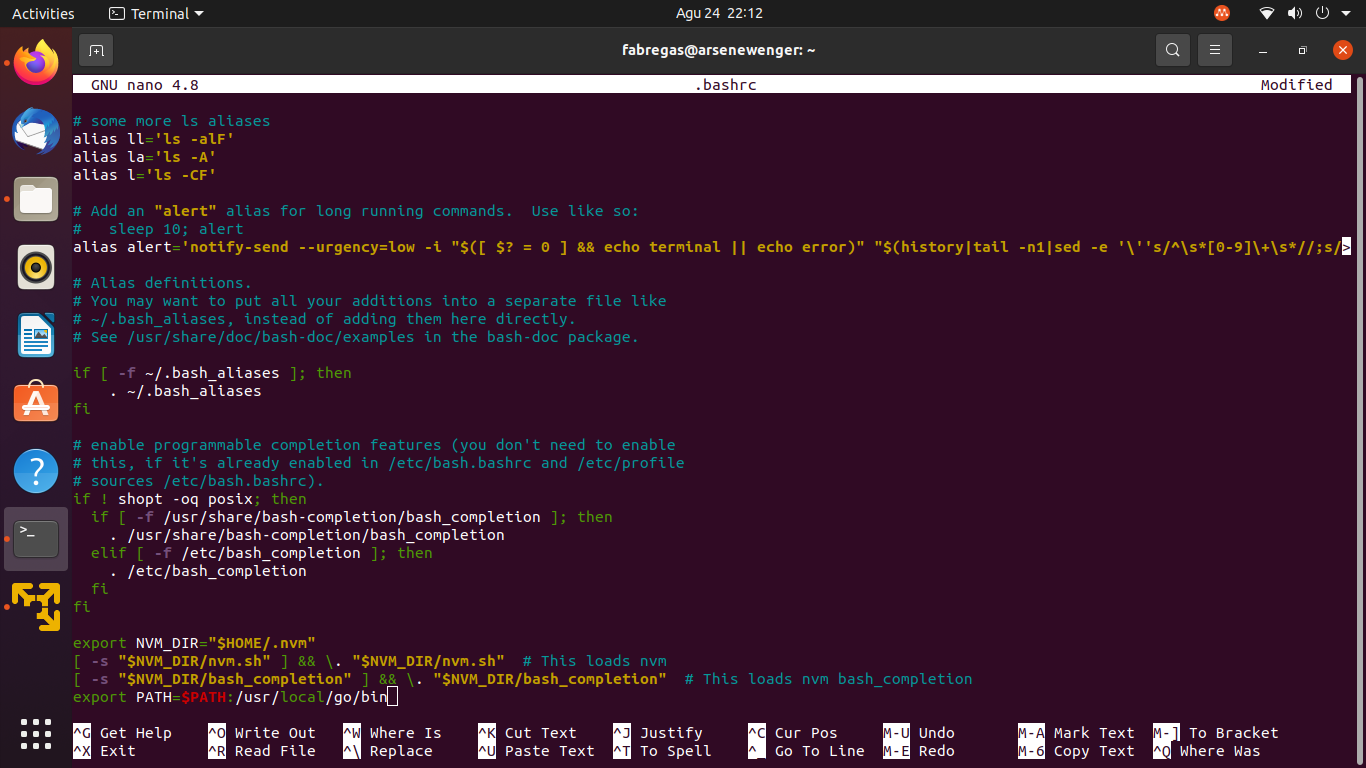 Activities
Terminal
Agu 24 22:12
fabregas@arsenewenger: ~
GNU nano 4.8
.bashrc
Modified
# some more ls aliases
alias ll='ls -alF'
alias la='ls -A'
alias l='ls -CF'
# Add an "alert" alias for long running commands.  Use like so:
#   sleep 10; alert
alias alert='notify-send --urgency=low -i "$([ $? = 0 ] && echo terminal || echo error)" "$(history|tail -n1|sed -e '\''s/^\s*[0-9]\+\s*//;s/>
# Alias definitions.
# You may want to put all your additions into a separate file like
# ~/.bash_aliases, instead of adding them here directly.
# See /usr/share/doc/bash-doc/examples in the bash-doc package.
if [ -f ~/.bash_aliases ]; then
    . ~/.bash_aliases
fi
# enable programmable completion features (you don't need to enable
# this, if it's already enabled in /etc/bash.bashrc and /etc/profile
# sources /etc/bash.bashrc).
if ! shopt -oq posix; then
  if [ -f /usr/share/bash-completion/bash_completion ]; then
    . /usr/share/bash-completion/bash_completion
  elif [ -f /etc/bash_completion ]; then
    . /etc/bash_completion
  fi
fi
export NVM_DIR="$HOME/.nvm"
[ -s "$NVM_DIR/nvm.sh" ] && \. "$NVM_DIR/nvm.sh"  # This loads nvm
[ -s "$NVM_DIR/bash_completion" ] && \. "$NVM_DIR/bash_completion"  # This loads nvm bash_completion
export PATH=$PATH:/usr/local/go/bin
^G Get Help ^O Write Out ^W Where Is ^K Cut Text ^J Justify ^C Cur Pos M-U Undo M-A Mark Text M-] To Bracket
^X Exit ^R Read File ^\ Replace ^U Paste Text ^T To Spell ^_ Go To Line M-E Redo M-6 Copy Text ^Q Where Was